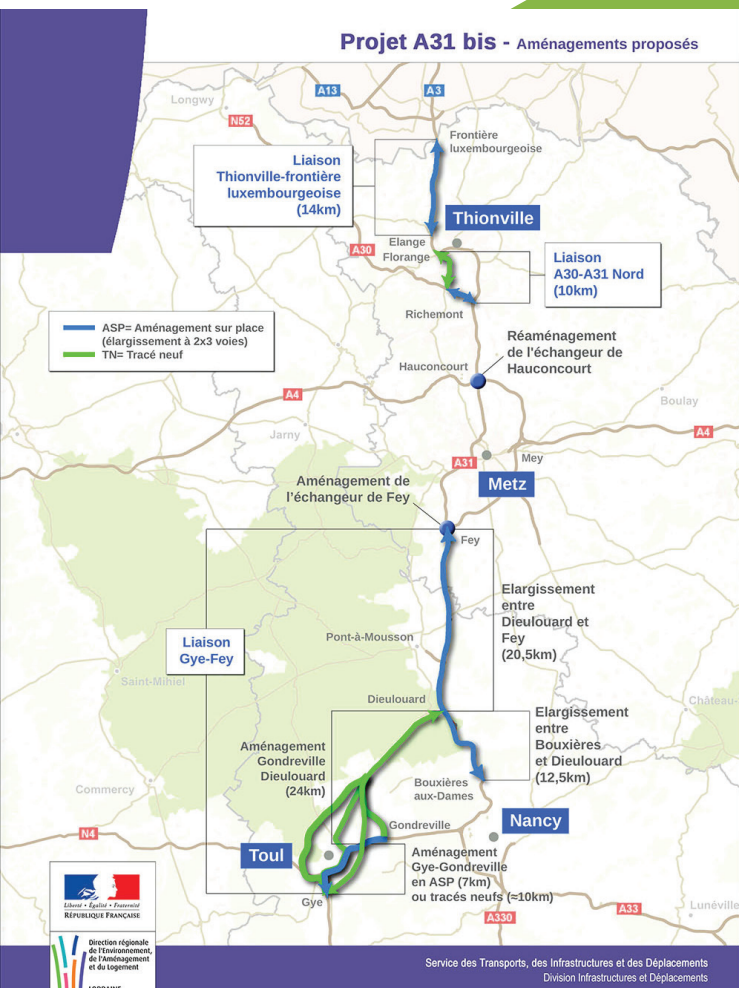 Projet A31 bis - Aménagements proposés
A13
A3
Longwy
N52
Frontière
luxembourgeoise
Liaison
Thionville-frontière
luxembourgeoise
(14km)
Thionville
Elange
A30
Florange
Liaison
A30-A31 Nord
(10km)
Richemont
ASP= Aménagement sur place
(élargissement à 2x3 voies)
TN= Tracé neuf
Réaménagement
de l'échangeur de
Hauconcourt
Hauconcourt
A4
Boulay
Jarny
A4
A31
Mey
Metz
Aménagement de
l'échangeur de Fey
Fey
Elargissement
entre
Dieulouard et
Fey
(20,5km)
Liaison
Gye-Fey
Pont-à-Mousson
Saint-Mihiel
Dieulouard
Château-
Elargissement
entre
Bouxières
et Dieulouard
(12,5km)
Aménagement
Gondreville
Dieulouard
(24km)
Commercy
Bouxières
aux-Dames
Gondreville
Nancy
N4
Toul
Aménagement
Gye-Gondreville
en ASP (7km)
ou tracés neufs (≈10km)
Gye
A330
A33
Lunéville
Liberté • Égalité • Fraternité
RÉPUBLIQUE FRANÇAISE
Direction régionale
de l'Environnement,
de l'Aménagement
et du Logement
LORRAINE
Service des Transports, des Infrastructures et des Déplacements
Division Infrastructures et Déplacements